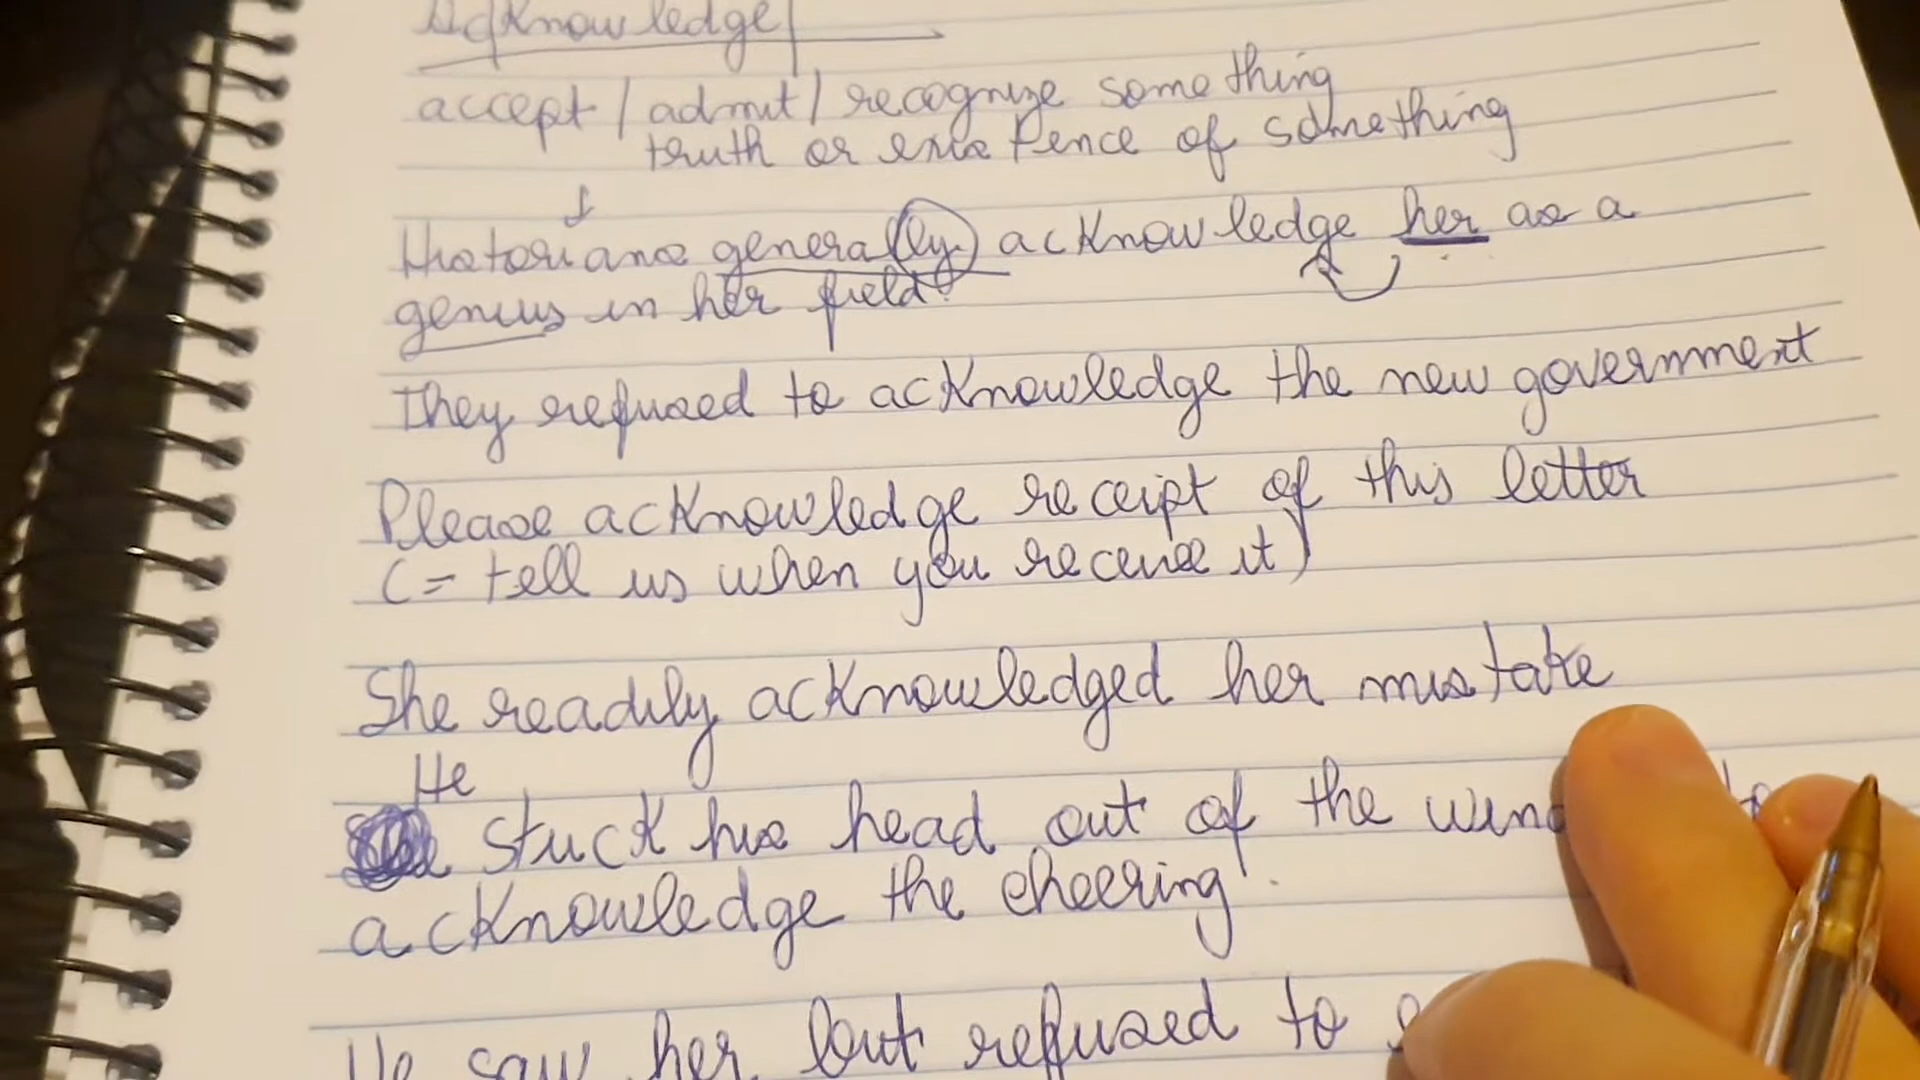 Acknowledge
accept / admit / recognize something
truth or existence of something
Historians generally acknowledge her as a
genius in her field.
They refused to acknowledge the new government
Please acknowledge receipt of this letter
(= tell us when you receive it)
She readily acknowledged her mistake
He
stuck his head out of the to
acknowledge the cheering.
He saw her but refused to